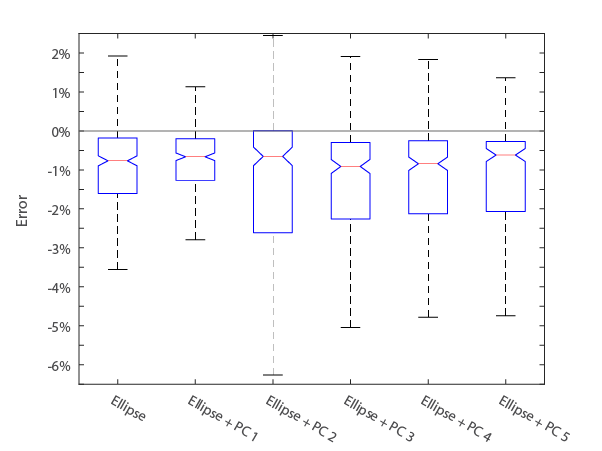 2%
1%
0%
-1%
-2%
-3%
-4%
-5%
-6%
Error
Ellipse
Ellipse + PC 1
Ellipse + PC 2
Ellipse + PC 3
Ellipse + PC 4
Ellipse + PC 5